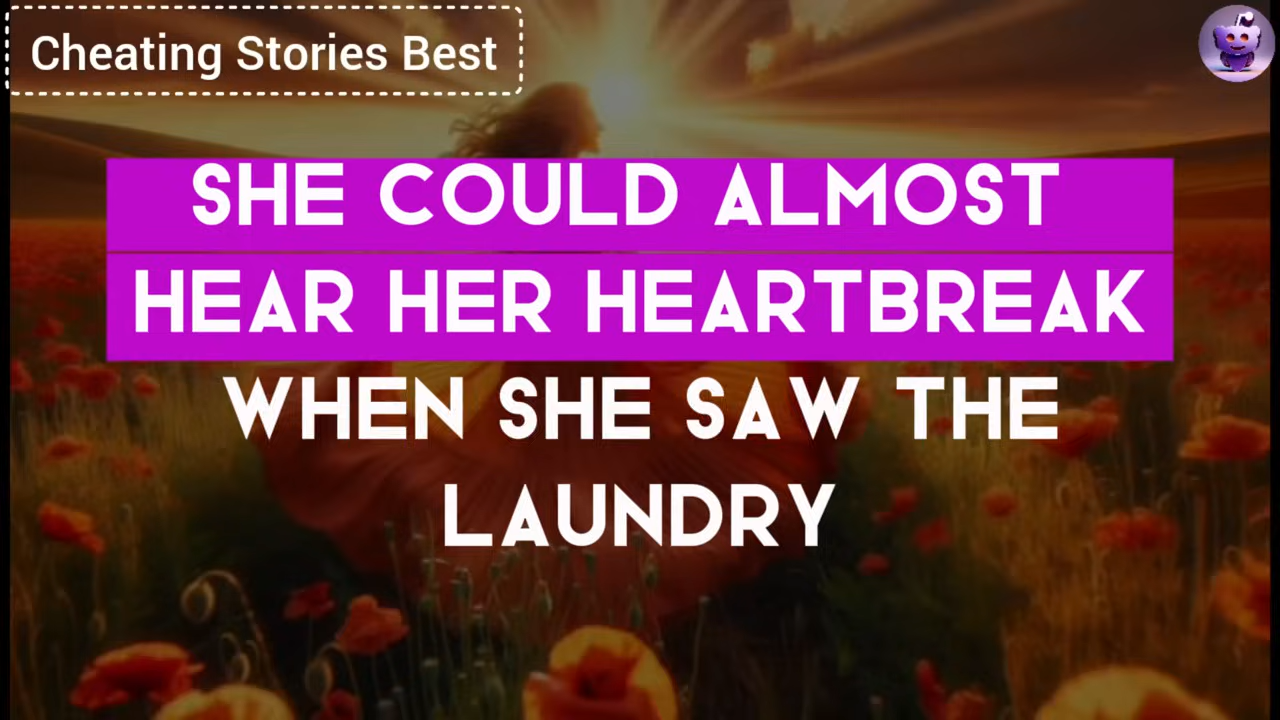 Cheating Stories Best
SHE COULD ALMOST
HEAR HER HEARTBREAK
WHEN SHE SAW THE
LAUNDRY